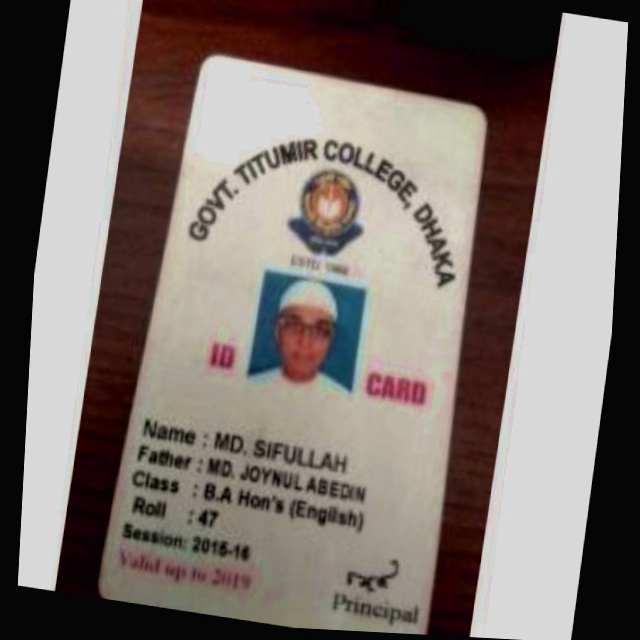 GOVT. TITUMIR COLLEGE, DHAKA
ESTD 1968
ID CARD
Name : MD. SIFULLAH
Father : MD. JOYNUL ABEDIN
Class : B.A Hon's (English)
Roll : 47
Session: 2015-16
Valid up to 2019
Principal